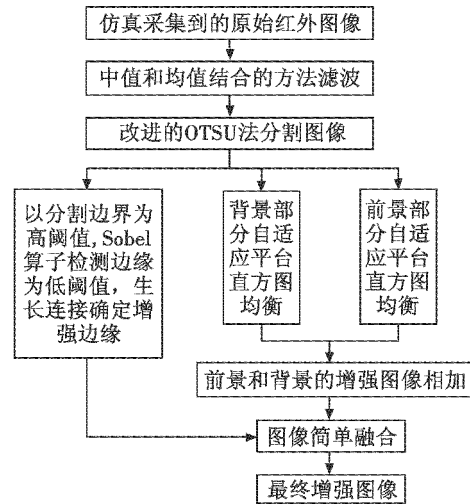 仿真采集到的原始红外图像
中值和均值结合的方法滤波
改进的OTSU法分割图像
以分割边界为
高阈值, Sobel
算子检测边缘
为低阈值, 生
长连接确定增
强边缘
背景部
分自适
应平台
直方图
均衡
前景部
分自适
应平台
直方图
均衡
前景和背景的增强图像相加
图像简单融合
最终增强图像